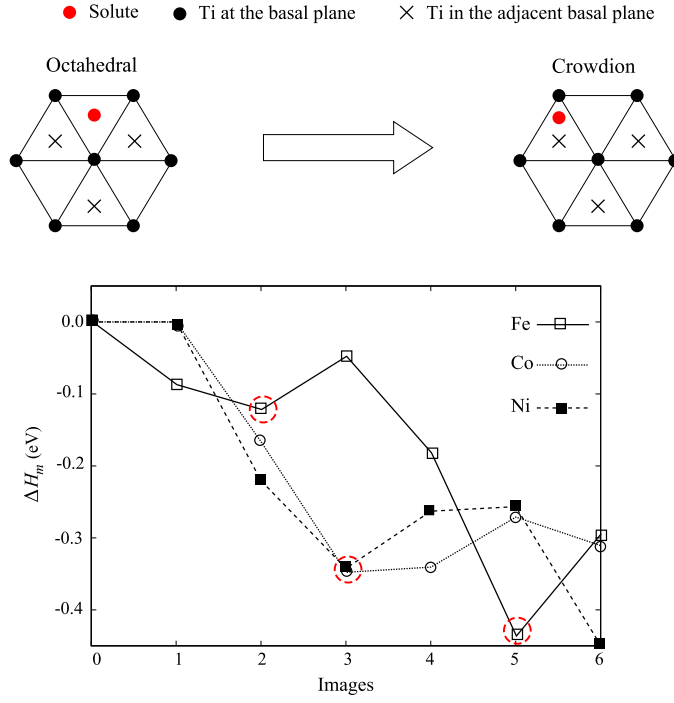 Solute
Ti at the basal plane
Ti in the adjacent basal plane
Octahedral
Crowdion
0.0
-0.1
-0.2
-0.3
-0.4
ΔHₘ (eV)
Fe
Co
Ni
0 1 2 3 4 5 6
Images